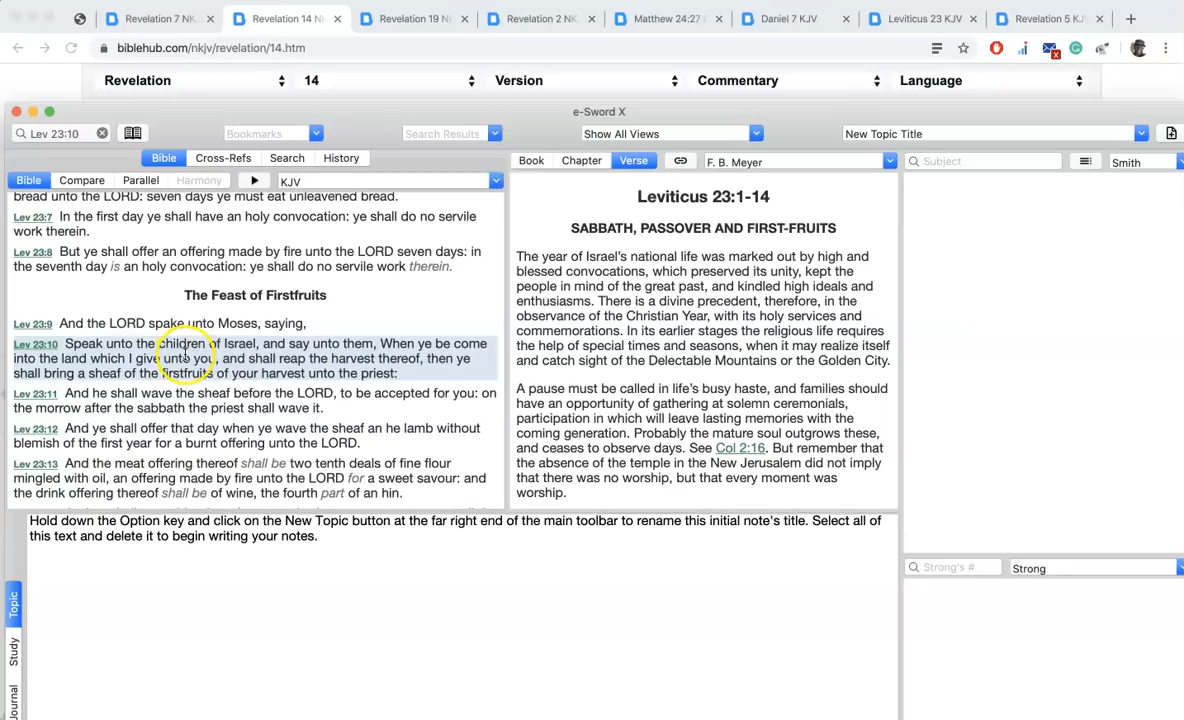 Revelation 7 NK
Revelation 14 N
Revelation 19 NK
Revelation 2 NK
Matthew 24:27
Daniel 7 KJV
Leviticus 23 KJV
Revelation 5 KJ
biblehub.com/nkjv/revelation/14.htm
Revelation
14
Version
Commentary
Language
e-Sword X
Lev 23:10
Bookmarks
Search Results
Show All Views
New Topic Title
Bible
Cross-Refs
Search
History
Book
Chapter
Verse
F. B. Meyer
Subject
Smith
Bible
Compare
Parallel
Harmony
KJV
bread unto the LORD: seven days ye must eat unleavened bread.
Lev 23:7 In the first day ye shall have an holy convocation: ye shall do no servile
work therein.
Lev 23:8 But ye shall offer an offering made by fire unto the LORD seven days: in
the seventh day is an holy convocation: ye shall do no servile work therein.
The Feast of Firstfruits
Lev 23:9 And the LORD spake unto Moses, saying,
Lev 23:10 Speak unto the children of Israel, and say unto them, When ye be come
into the land which I give unto you, and shall reap the harvest thereof, then ye
shall bring a sheaf of the firstfruits of your harvest unto the priest:
Lev 23:11 And he shall wave the sheaf before the LORD, to be accepted for you: on
the morrow after the sabbath the priest shall wave it.
Lev 23:12 And ye shall offer that day when ye wave the sheaf an he lamb without
blemish of the first year for a burnt offering unto the LORD.
Lev 23:13 And the meat offering thereof shall be two tenth deals of fine flour
mingled with oil, an offering made by fire unto the LORD for a sweet savour: and
the drink offering thereof shall be of wine, the fourth part of an hin.
Leviticus 23:1-14
SABBATH, PASSOVER AND FIRST-FRUITS
The year of Israel's national life was marked out by high and
blessed convocations, which preserved its unity, kept the
people in mind of the great past, and kindled high ideals and
enthusiasms. There is a divine precedent, therefore, in the
observance of the Christian Year, with its holy services and
commemorations. In its earlier stages the religious life requires
the help of special times and seasons, when it may realize itself
and catch sight of the Delectable Mountains or the Golden City.
A pause must be called in life's busy haste, and families should
have an opportunity of gathering at solemn ceremonials,
participation in which will leave lasting memories with the
coming generation. Probably the mature soul outgrows these,
and ceases to observe days. See Col 2:16. But remember that
the absence of the temple in the New Jerusalem did not imply
that there was no worship, but that every moment was
worship.
Hold down the Option key and click on the New Topic button at the far right end of the main toolbar to rename this initial note's title. Select all of
this text and delete it to begin writing your notes.
Strong's #
Strong
Topic
Study
Journal